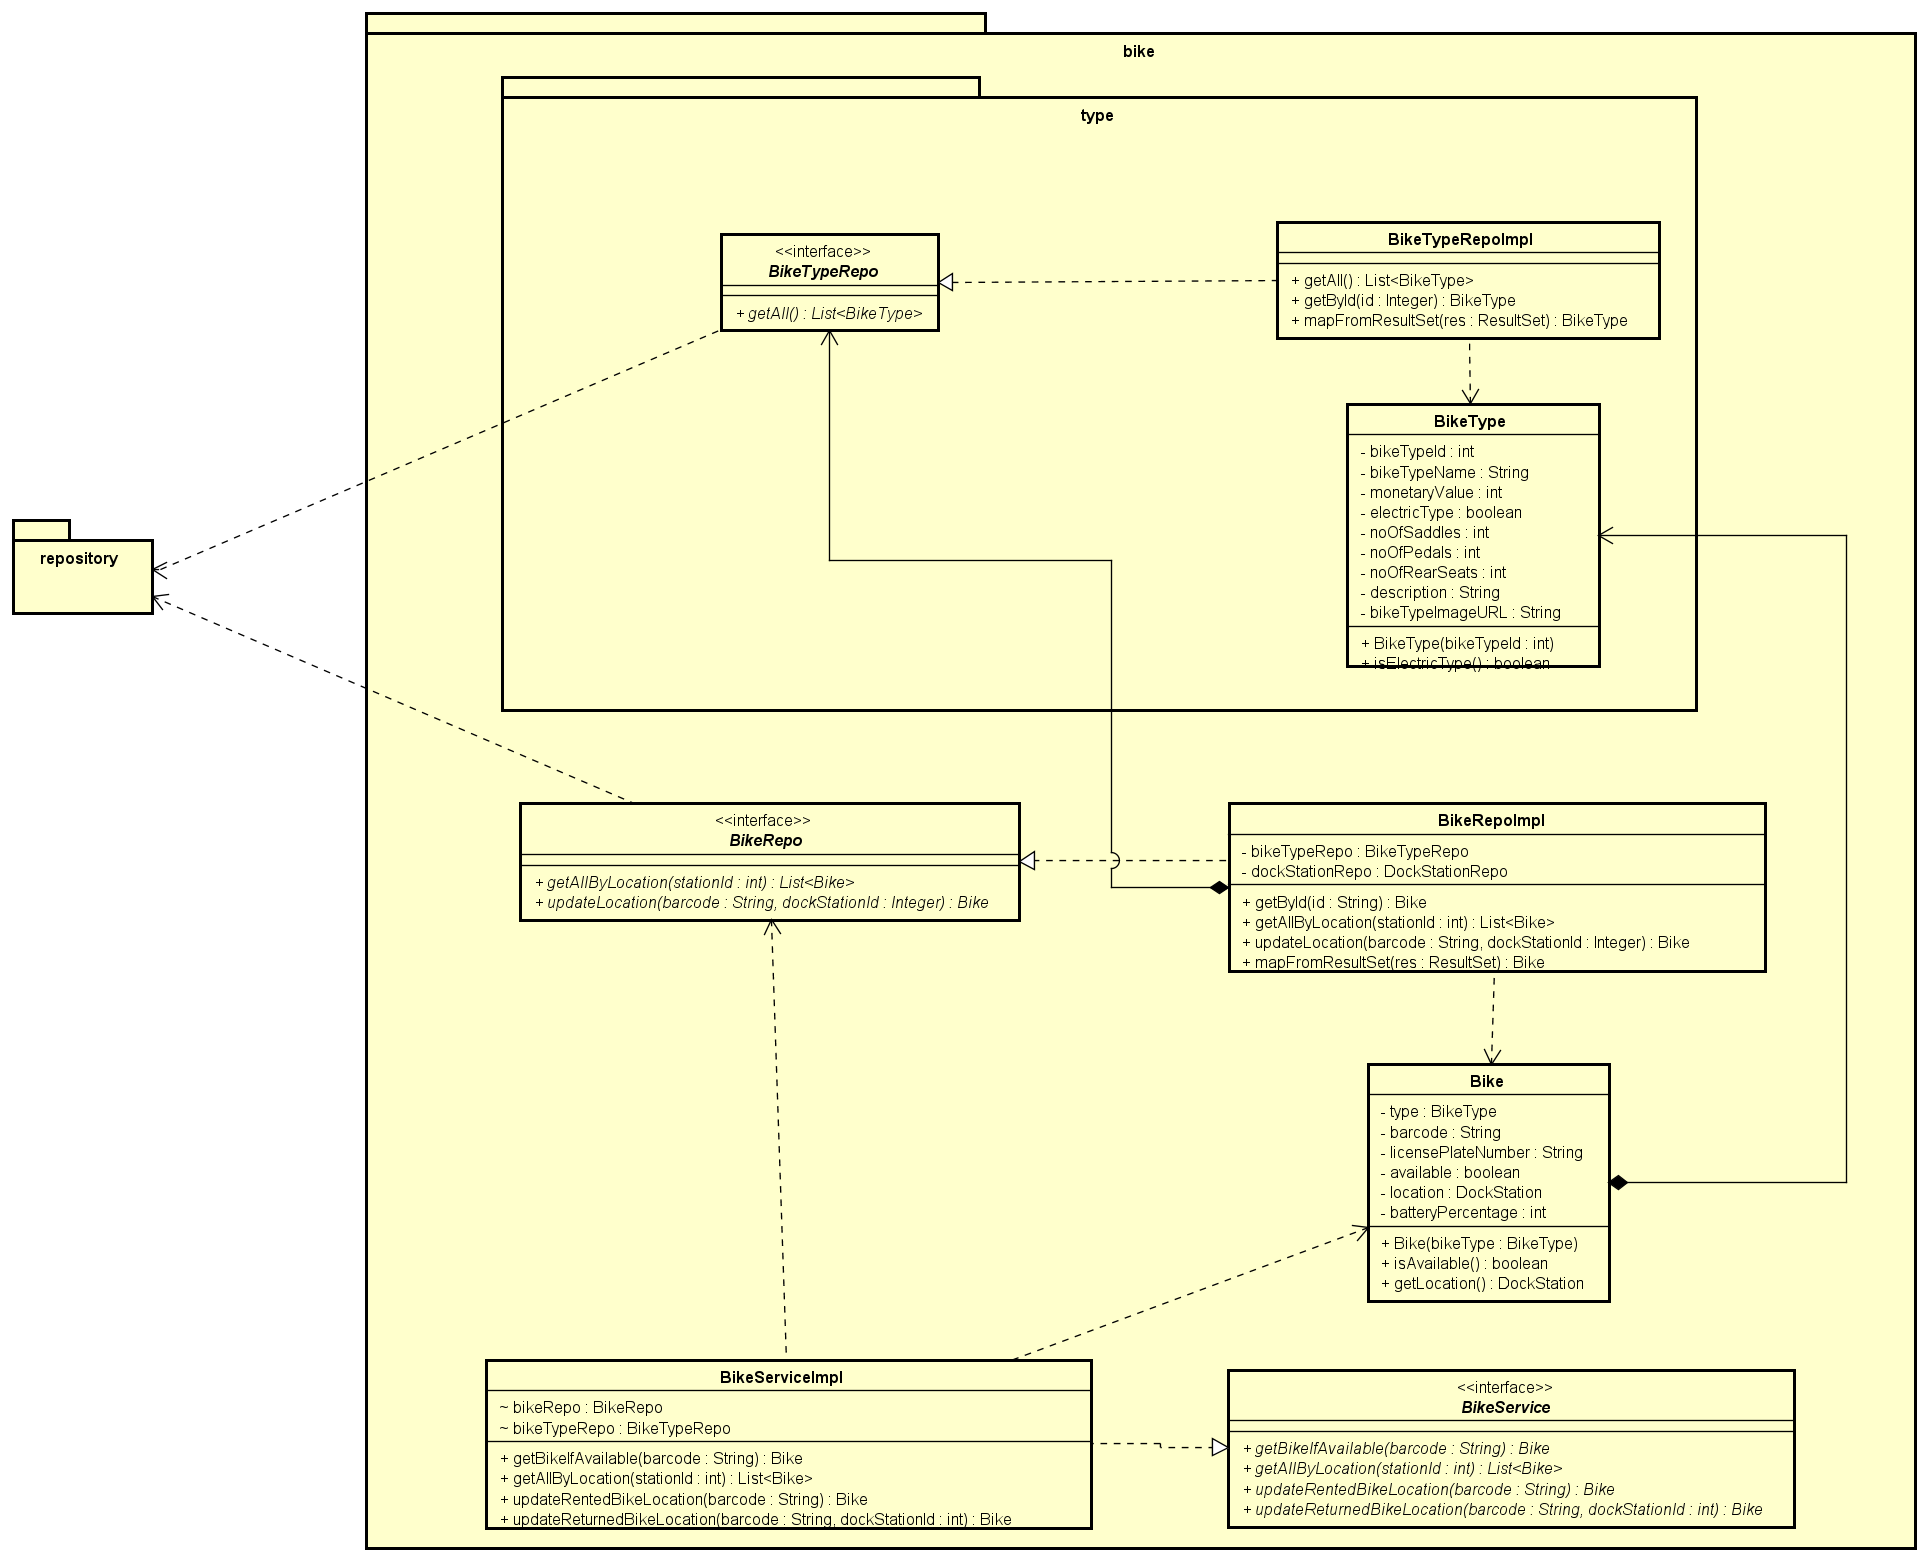 bike
type
<<interface>>
BikeTypeRepo
+ getAll() : List<BikeType>
BikeTypeRepoImpl
+ getAll() : List<BikeType>
+ getById(id : Integer) : BikeType
+ mapFromResultSet(res : ResultSet) : BikeType
BikeType
- bikeTypeId : int
- bikeTypeName : String
- monetaryValue : int
- electricType : boolean
- noOfSaddles : int
- noOfPedals : int
- noOfRearSeats : int
- description : String
- bikeTypeImageURL : String
+ BikeType(bikeTypeId : int)
+ isElectricType() : boolean
repository
<<interface>>
BikeRepo
+ getAllByLocation(stationId : int) : List<Bike>
+ updateLocation(barcode : String, dockStationId : Integer) : Bike
BikeRepoImpl
- bikeTypeRepo : BikeTypeRepo
- dockStationRepo : DockStationRepo
+ getById(id : String) : Bike
+ getAllByLocation(stationId : int) : List<Bike>
+ updateLocation(barcode : String, dockStationId : Integer) : Bike
+ mapFromResultSet(res : ResultSet) : Bike
Bike
- type : BikeType
- barcode : String
- licensePlateNumber : String
- available : boolean
- location : DockStation
- batteryPercentage : int
+ Bike(bikeType : BikeType)
+ isAvailable() : boolean
+ getLocation() : DockStation
BikeServiceImpl
~ bikeRepo : BikeRepo
~ bikeTypeRepo : BikeTypeRepo
+ getBikeIfAvailable(barcode : String) : Bike
+ getAllByLocation(stationId : int) : List<Bike>
+ updateRentedBikeLocation(barcode : String) : Bike
+ updateReturnedBikeLocation(barcode : String, dockStationId : int) : Bike
<<interface>>
BikeService
+ getBikeIfAvailable(barcode : String) : Bike
+ getAllByLocation(stationId : int) : List<Bike>
+ updateRentedBikeLocation(barcode : String) : Bike
+ updateReturnedBikeLocation(barcode : String, dockStationId : int) : Bike